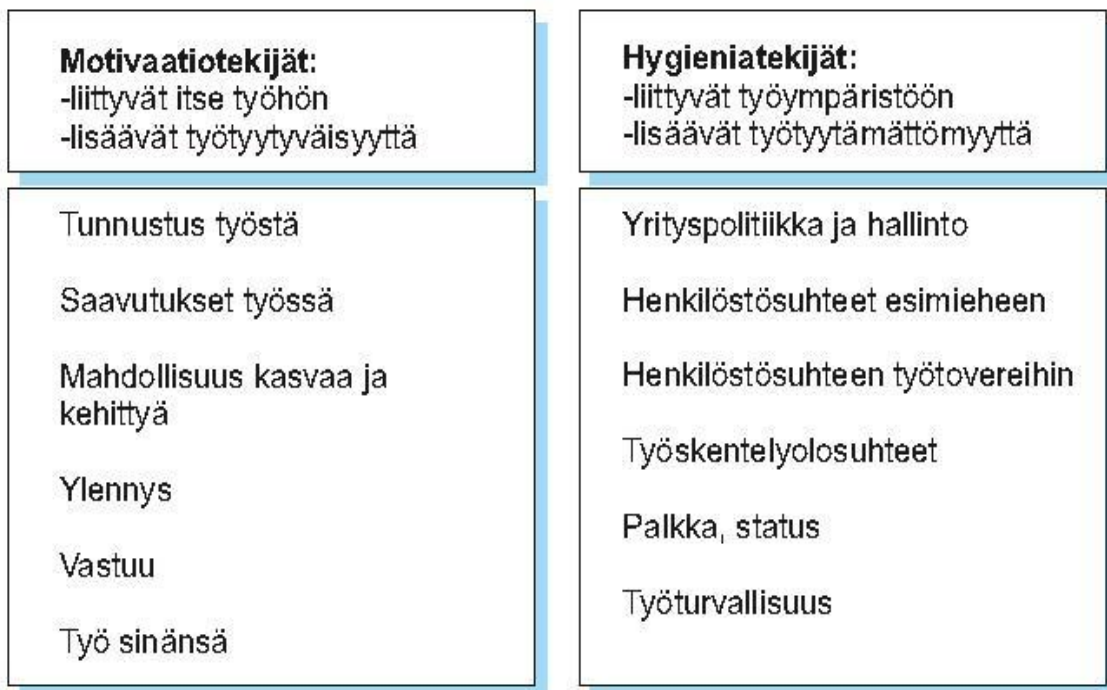 Motivaatiotekijät:
-liittyvät itse työhön
-lisäävät työtyytyväisyyttä
Tunnustus työstä
Saavutukset työssä
Mahdollisuus kasvaa ja
kehittyä
Ylennys
Vastuu
Työ sinänsä
Hygieniatekijät:
-liittyvät työympäristöön
-lisäävät työtyytämättömyyttä
Yrityspolitiikka ja hallinto
Henkilöstösuhteet esimieheen
Henkilöstösuhteen työtovereihin
Työskentelyolosuhteet
Palkka, status
Työturvallisuus